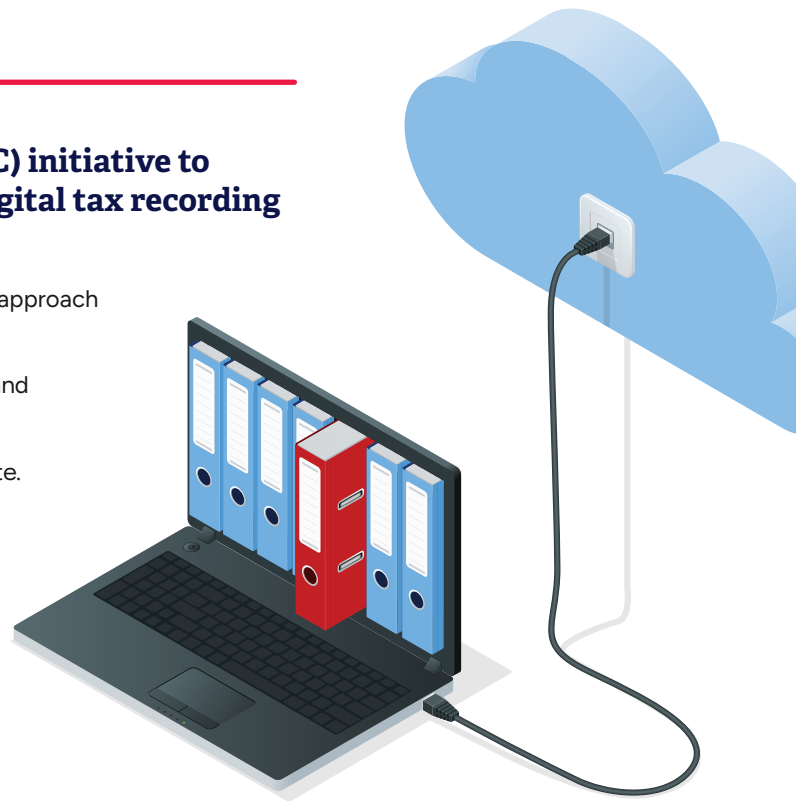 C) initiative to
gital tax recording
approach
nd
te.